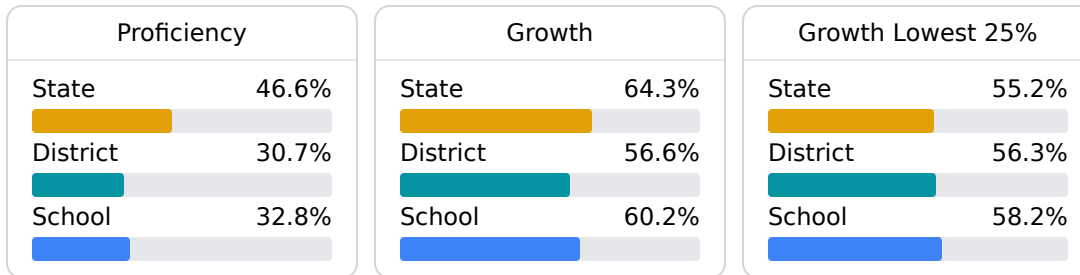 Proficiency
State 46.6%
District 30.7%
School 32.8%
Growth
State 64.3%
District 56.6%
School 60.2%
Growth Lowest 25%
State 55.2%
District 56.3%
School 58.2%